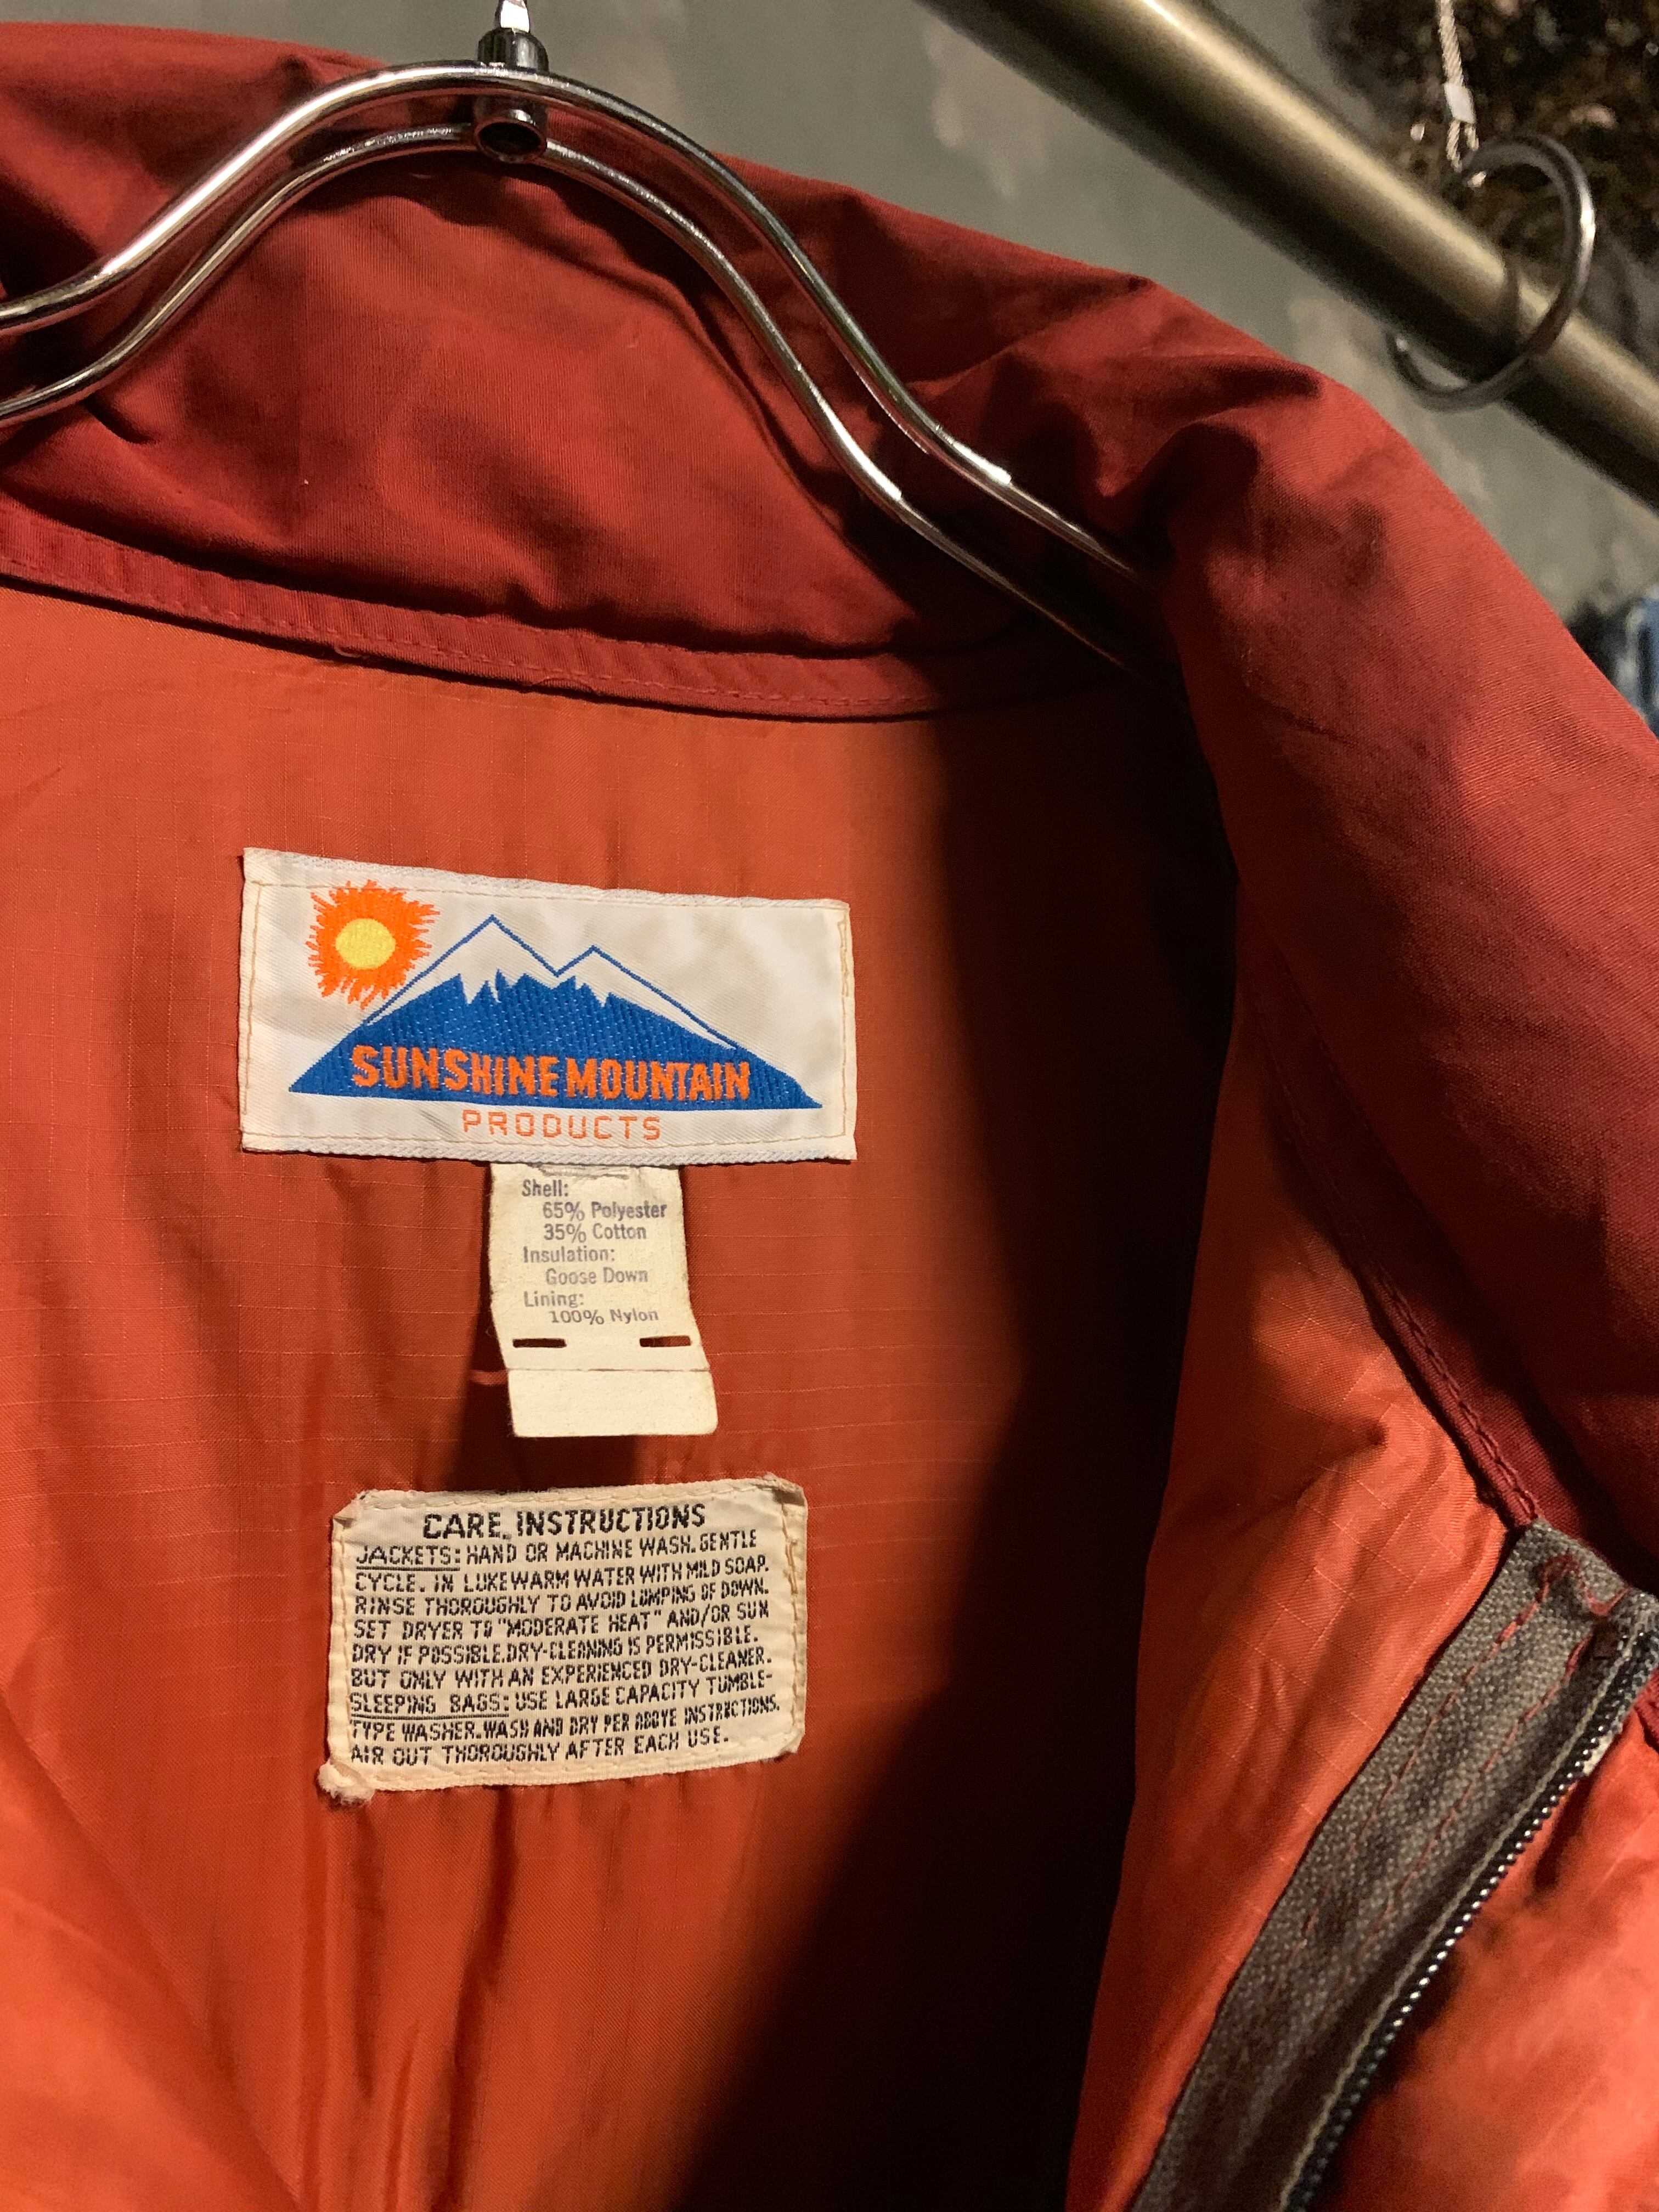 SUNSHINE MOUNTAIN
PRODUCTS
Shell:
65% Polyester
35% Cotton
Insulation:
Goose Down
Lining:
100% Nylon
CARE INSTRUCTIONS
JACKETS: HAND OR MACHINE WASH. GENTLE
CYCLE. IN LUKEWARM WATER WITH MILD SOAP.
RINSE THOROUGHLY TO AVOID LUMPING OF DOWN.
SET DRYER TO "MODERATE HEAT" AND/OR SUN
DRY IF POSSIBLE. DRY-CLEANING IS PERMISSIBLE.
BUT ONLY WITH AN EXPERIENCED DRY-CLEANER.
SLEEPING BAGS: USE LARGE CAPACITY TUMBLE-
TYPE WASHER. WASH AND DRY PER ABOVE INSTRUCTIONS.
AIR OUT THOROUGHLY AFTER EACH USE.